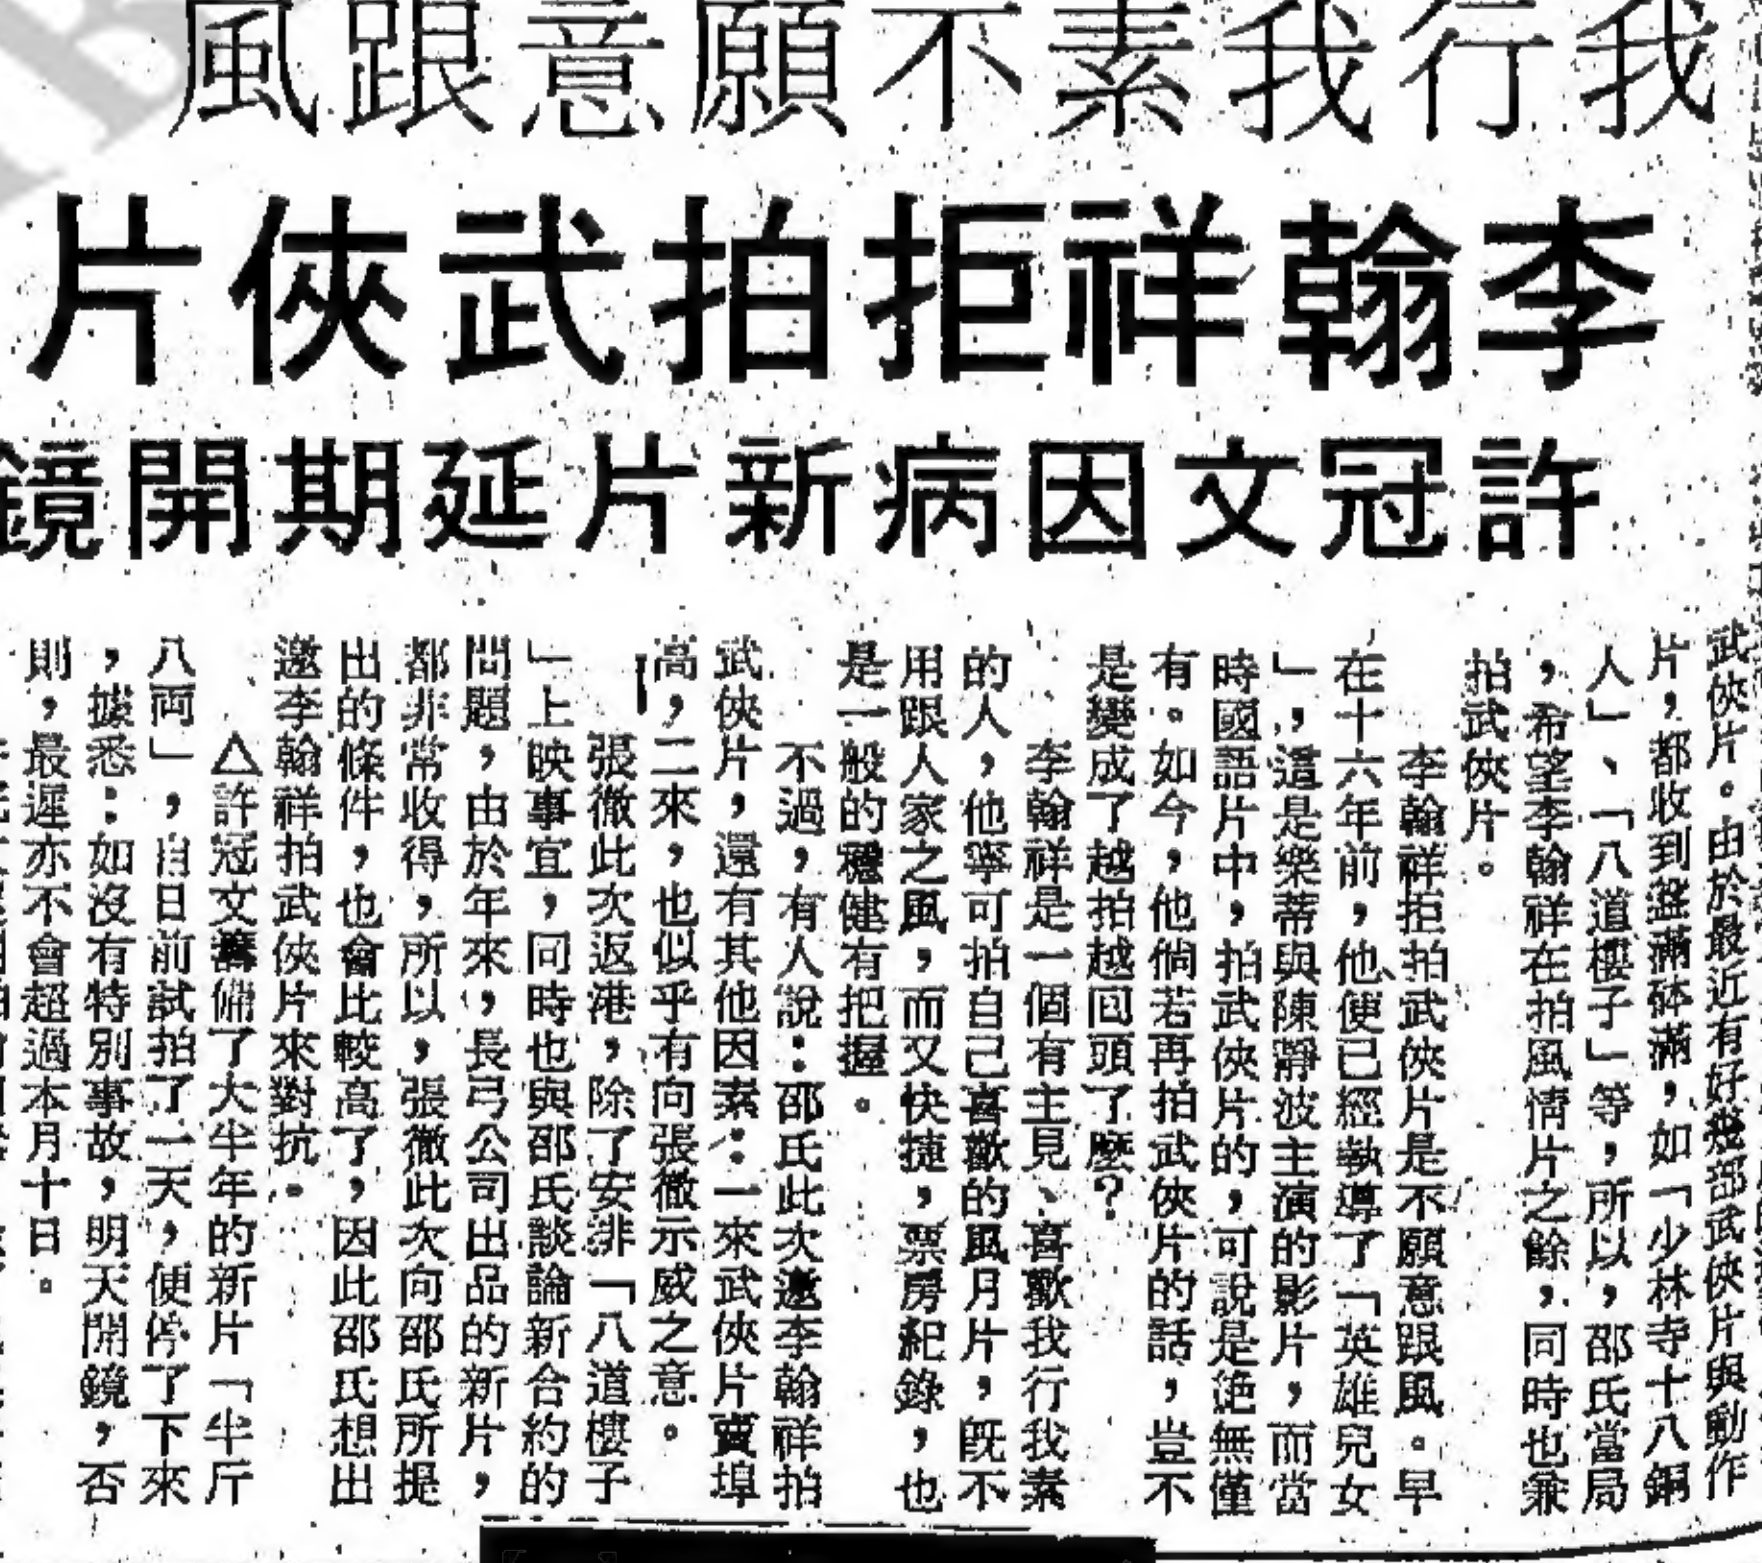 我行我素不願意跟風
李翰祥拒拍武俠片
許冠文因病新片延期開鏡
武俠片。由於最近有好幾部武俠片與動作
片，都收到盤滿砵滿，如「少林寺十八銅
人」、「八道樓子」等，所以，邵氏當局
，希望李翰祥在拍風情片之餘，同時也兼
拍武俠片。
李翰祥拒拍武俠片是不願意跟風。早
在十六年前，他便已經執導了「英雄兒女
」，這是樂蒂與陳靜波主演的影片，而當
時國語片中，拍武俠片的，可說是絕無僅
有。如今，他倘若再拍武俠片的話，豈不
是變成了越拍越回頭了麼？
李翰祥是一個有主見、喜歡我行我素
的人，他寧可拍自己喜歡的風月片，既不
用跟人家之風，而又快捷，票房紀錄，也
是一般的穩健有把握。
不過，有人說：邵氏此次邀李翰祥拍
武俠片，還有其他因素：一來武俠片賣埠
高，二來，也似乎有向張徹示威之意。
張徹此次返港，除了安排「八道樓子
」上映事宜，同時也與邵氏談論新合約的
問題，由於年來，長弓公司出品的新片，
都非常收得，所以，張徹此次向邵氏所提
出的條件，也會比較高了，因此邵氏想出
邀李翰祥拍武俠片來對抗。
△許冠文籌備了大半年的新片「半斤
八両」，自日前試拍了一天，便停了下來
，據悉：如沒有特別事故，明天開鏡，否
則，最遲亦不會超過本月十日。